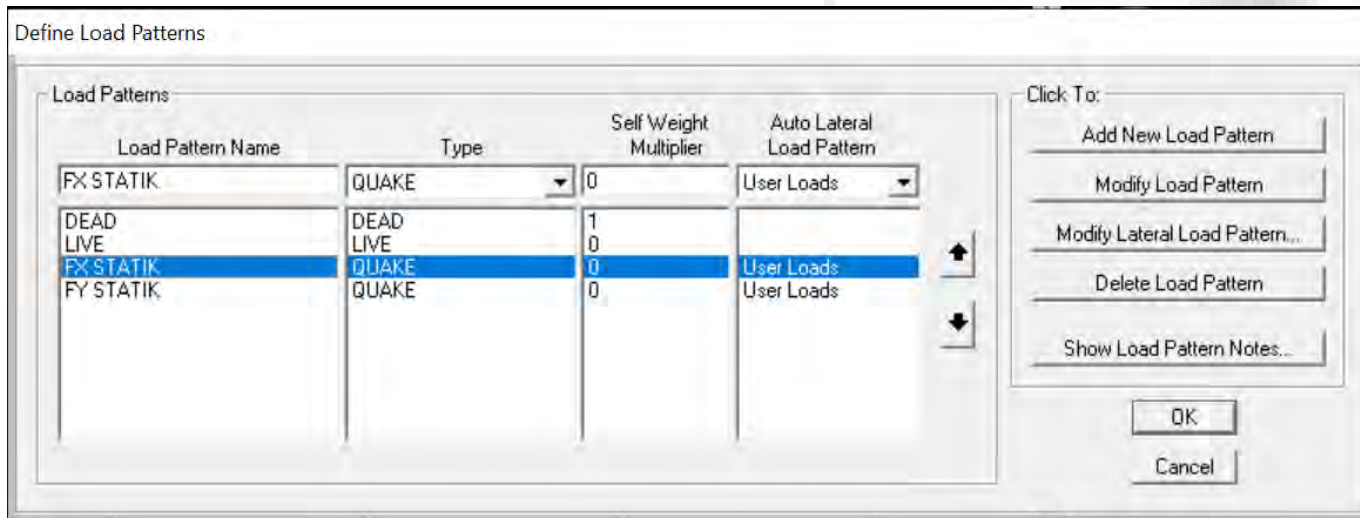 Define Load Patterns
Load Patterns
Click To:
Load Pattern Name Type Self Weight Multiplier Auto Lateral Load Pattern
FX STATIK QUAKE 0 User Loads
DEAD DEAD 1
LIVE LIVE 0
FX STATIK QUAKE 0 User Loads
FY STATIK QUAKE 0 User Loads
Add New Load Pattern
Modify Load Pattern
Modify Lateral Load Pattern...
Delete Load Pattern
Show Load Pattern Notes...
OK
Cancel